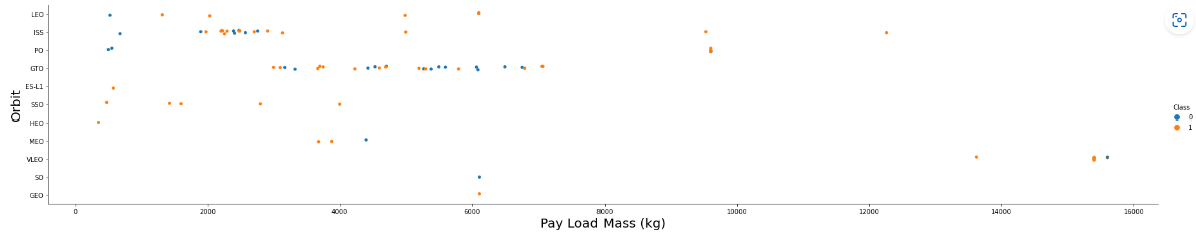 LEO
ISS
PO
GTO
ES-L1
SSO
HEO
MEO
VLEO
SO
GEO
Orbit
0 2000 4000 6000 8000 10000 12000 14000 16000
Pay Load Mass (kg)
Class
0
1